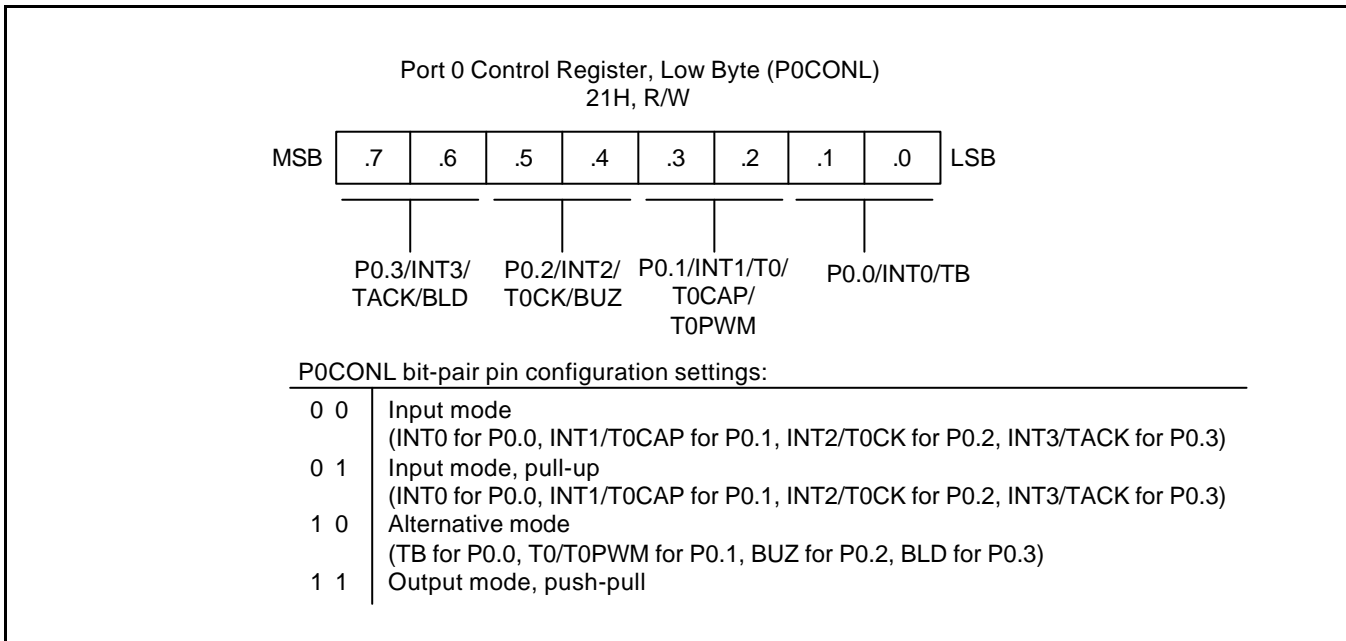 Port 0 Control Register, Low Byte (P0CONL)
21H, R/W
MSB .7 .6 .5 .4 .3 .2 .1 .0 LSB
P0.3/INT3/ P0.2/INT2/ P0.1/INT1/T0/ P0.0/INT0/TB
TACK/BLD T0CK/BUZ T0CAP/
T0PWM
P0CONL bit-pair pin configuration settings:
0 0 Input mode
(INT0 for P0.0, INT1/T0CAP for P0.1, INT2/T0CK for P0.2, INT3/TACK for P0.3)
0 1 Input mode, pull-up
(INT0 for P0.0, INT1/T0CAP for P0.1, INT2/T0CK for P0.2, INT3/TACK for P0.3)
1 0 Alternative mode
(TB for P0.0, T0/T0PWM for P0.1, BUZ for P0.2, BLD for P0.3)
1 1 Output mode, push-pull